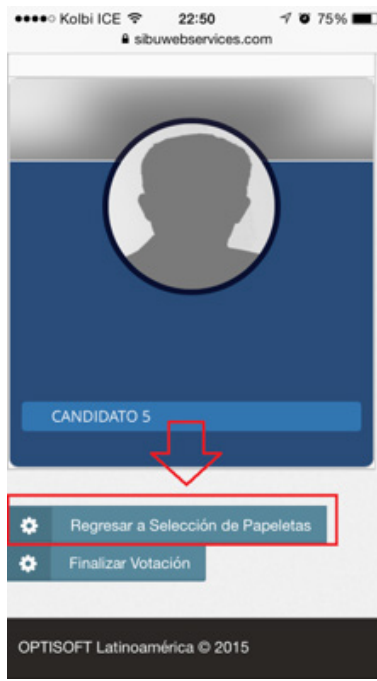 Kolbi ICE 22:50 75%
sibuwebservices.com
CANDIDATO 5
Regresar a Selección de Papeletas
Finalizar Votación
OPTISOFT Latinoamérica © 2015